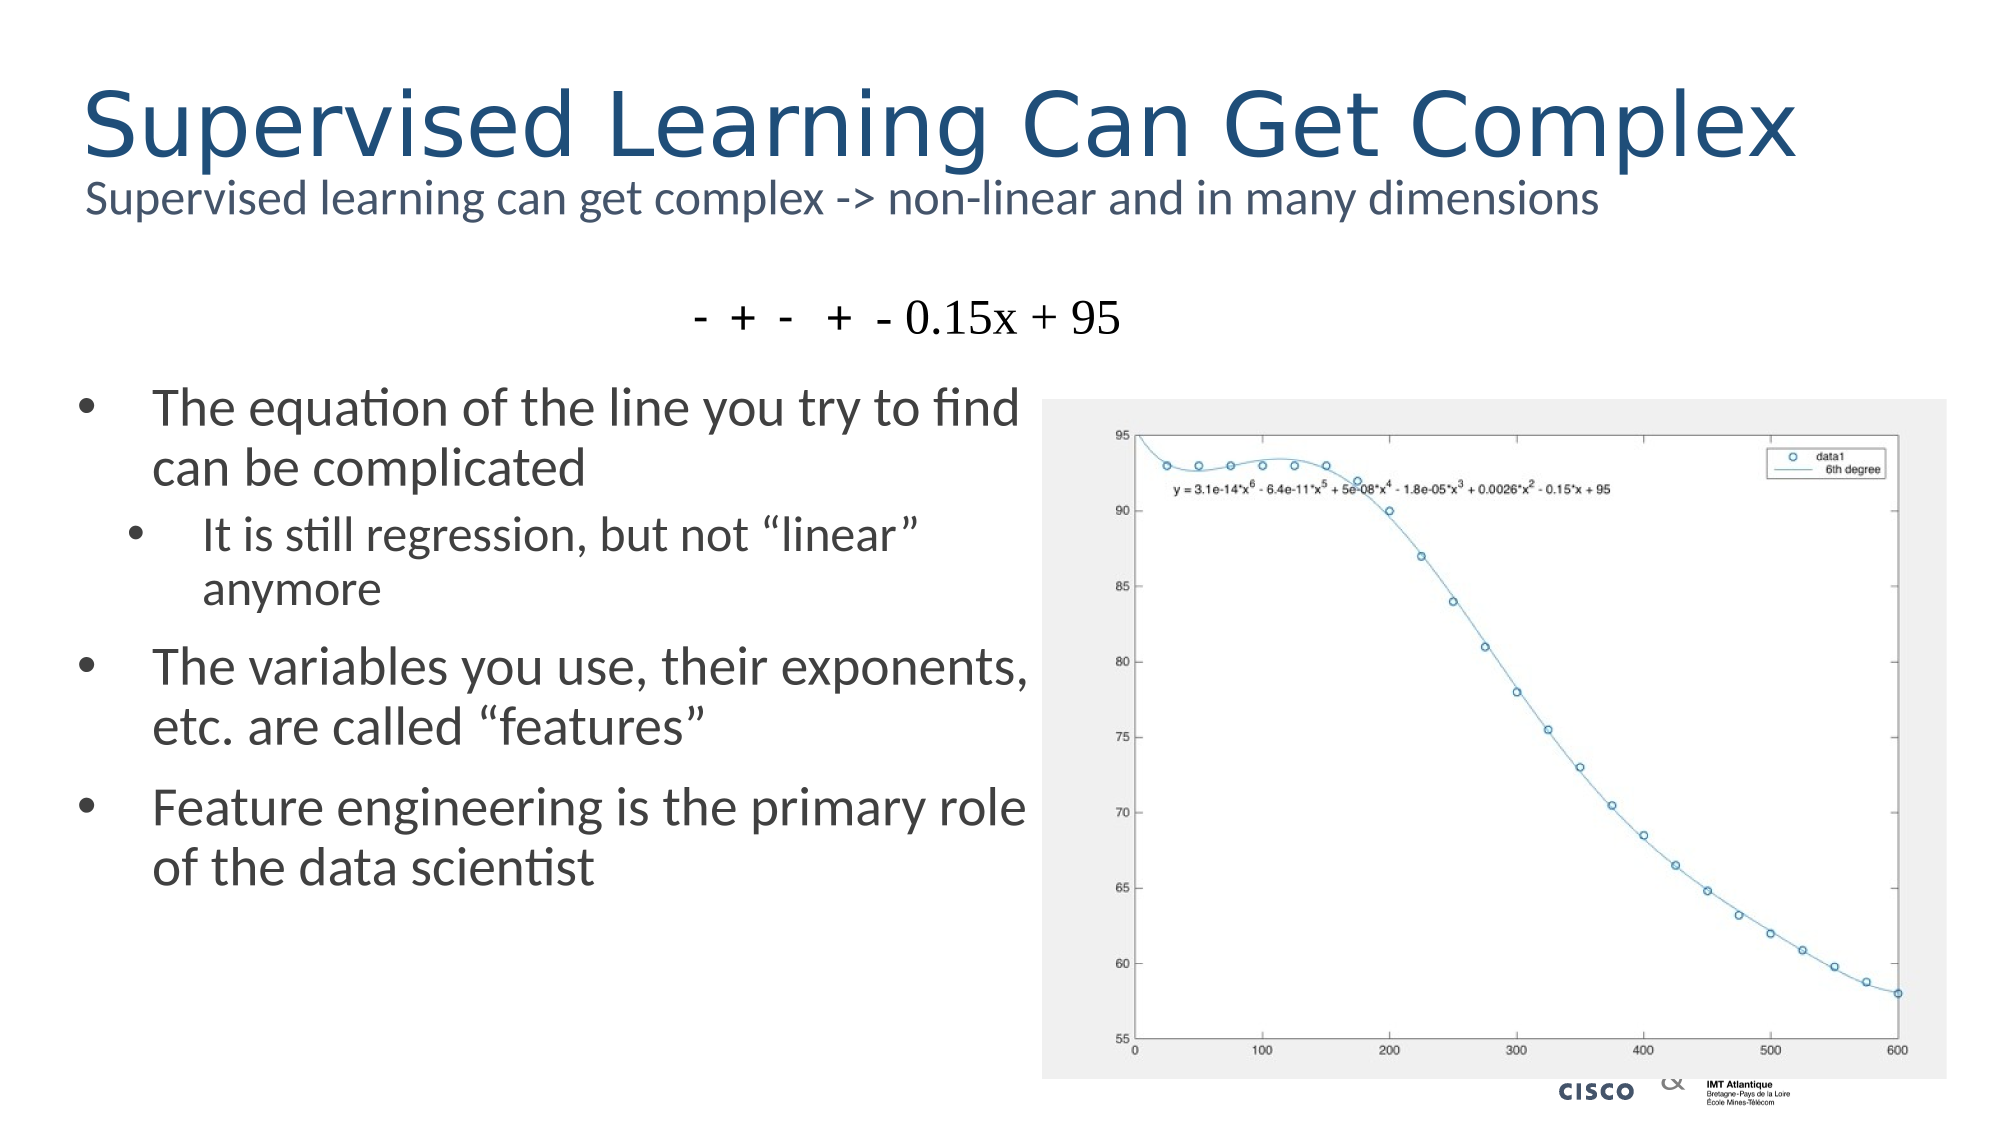 Supervised Learning Can Get Complex
Supervised learning can get complex -> non-linear and in many dimensions
- + - + - 0.15x + 95
• The equation of the line you try to find
can be complicated
• It is still regression, but not “linear”
anymore
• The variables you use, their exponents,
etc. are called “features”
• Feature engineering is the primary role
of the data scientist
95
data1
6th degree
y = 3.1e-14*x^6 - 6.4e-11*x^5 + 5e-08*x^4 - 1.8e-05*x^3 + 0.0026*x^2 - 0.15*x + 95
90
85
80
75
70
65
60
55
0 100 200 300 400 500 600
CISCO & IMT Atlantique
Bretagne-Pays de la Loire
École Mines-Télécom